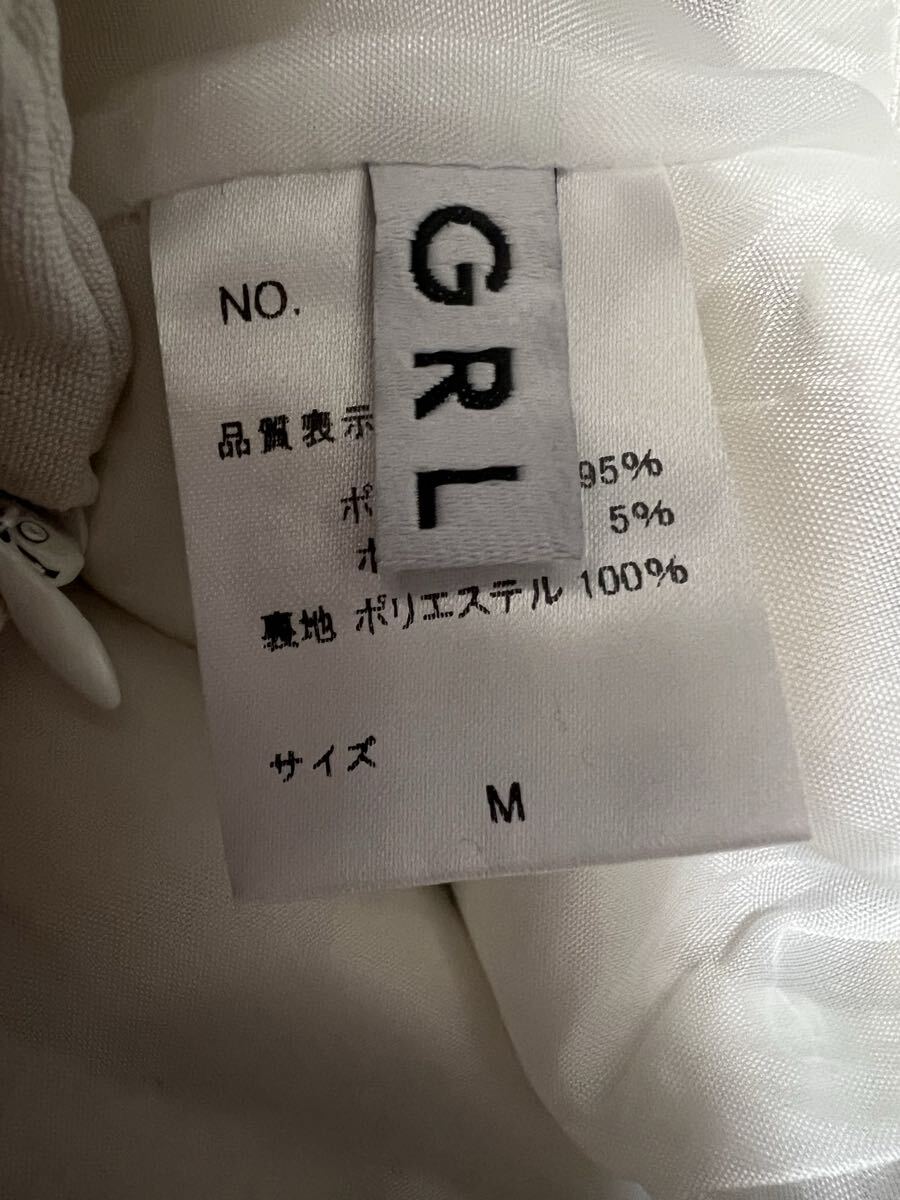 GRL
NO.
品質表示
ポ 95%
ポ 5%
裏地 ポリエステル 100%
サイズ
M